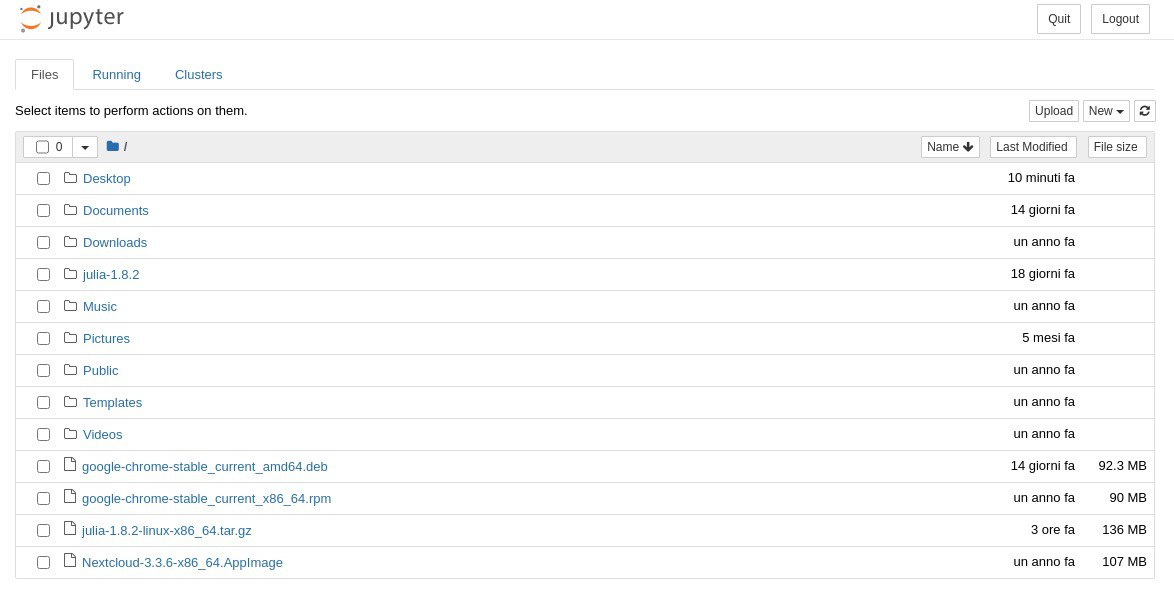 jupyter Quit Logout
Files Running Clusters
Select items to perform actions on them. Upload New
0 / Name Last Modified File size
Desktop 10 minuti fa
Documents 14 giorni fa
Downloads un anno fa
julia-1.8.2 18 giorni fa
Music un anno fa
Pictures 5 mesi fa
Public un anno fa
Templates un anno fa
Videos un anno fa
google-chrome-stable_current_amd64.deb 14 giorni fa 92.3 MB
google-chrome-stable_current_x86_64.rpm un anno fa 90 MB
julia-1.8.2-linux-x86_64.tar.gz 3 ore fa 136 MB
Nextcloud-3.3.6-x86_64.AppImage un anno fa 107 MB